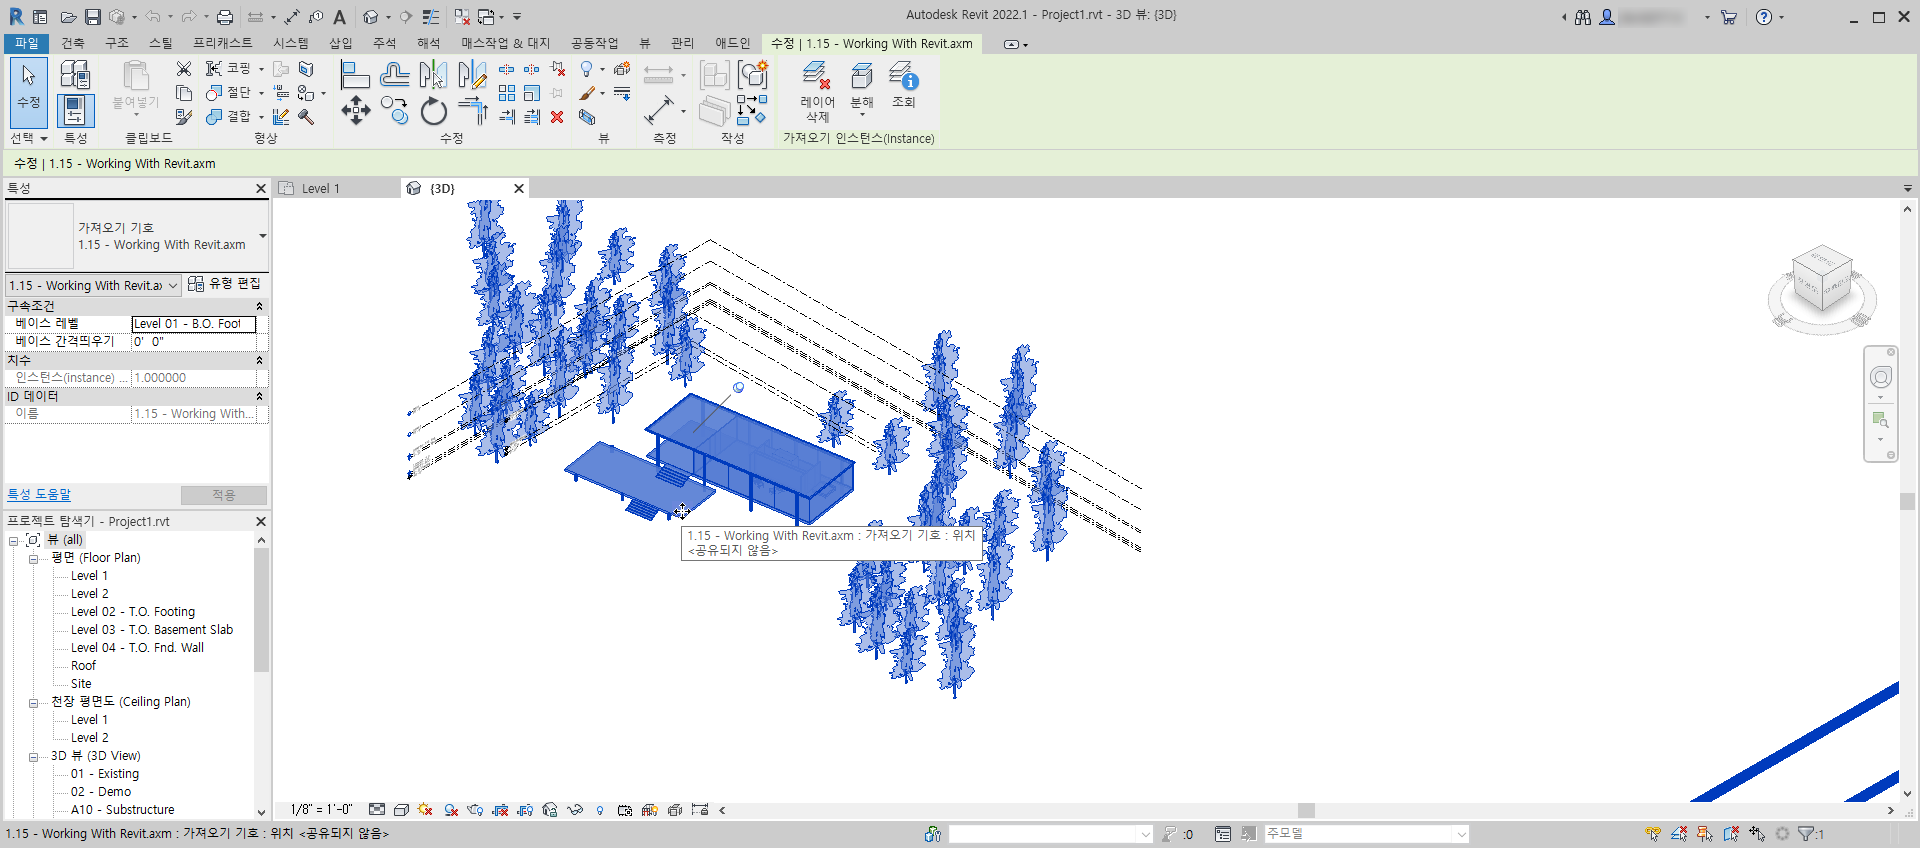 Autodesk Revit 2022.1 - Project1.rvt - 3D 뷰: {3D}
파일 건축 구조 스틸 프리캐스트 시스템 삽입 주석 해석 매스작업 & 대지 공동작업 뷰 관리 애드인 수정 | 1.15 - Working With Revit.axm
수정
붙여넣기
코핑
절단
결합
레이어
삭제
분해
조회
선택 특성 클립보드 형상 수정 뷰 측정 작성 가져오기 인스턴스(Instance)
수정 | 1.15 - Working With Revit.axm
특성
Level 1
{3D}
가져오기 기호
1.15 - Working With Revit.axm
1.15 - Working With Revit.ax
유형 편집
구속조건
베이스 레벨 Level 01 - B.O. Foot
베이스 간격띄우기 0' 0"
치수
인스턴스(instance) ... 1.000000
ID 데이터
이름 1.15 - Working With...
특성 도움말
적용
프로젝트 탐색기 - Project1.rvt
뷰 (all)
평면 (Floor Plan)
Level 1
Level 2
Level 02 - T.O. Footing
Level 03 - T.O. Basement Slab
Level 04 - T.O. Fnd. Wall
Roof
Site
천장 평면도 (Ceiling Plan)
Level 1
Level 2
3D 뷰 (3D View)
01 - Existing
02 - Demo
A10 - Substructure
1.15 - Working With Revit.axm : 가져오기 기호 : 위치
<공유되지 않음>
1/8" = 1'-0"
1.15 - Working With Revit.axm : 가져오기 기호 : 위치 <공유되지 않음>
:0
주모델
:1